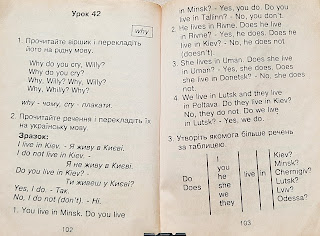 Урок 42
why
1. Прочитайте віршик і перекладіть
його на рідну мову.
Why do you cry, Willy?
Why do you cry?
Why, Willy? Why, Willy?
Why, Whilly? Why?
why - чому, cry - плакати.
2. Прочитайте речення і перекладіть їх
на українську мову.
Зразок:
I live in Kiev. - Я живу в Києві.
I do not live in Kiev. -
Я не живу в Києві.
Do you live in Kiev? -
Ти живеш у Києві?
Yes, I do. - Так.
No, I do not (don't). - Ні.
1. You live in Minsk. Do you live
102
in Minsk? - Yes, you do. Do you
live in Tallinn? - No, you don't.
2. He lives in Rivne. Does he live in
Rivne? - Yes, he does. Does he
live in Kiev? - No, he does not
(doesn't).
3. She lives in Uman. Does she live
in Uman? - Yes, she does. Does
she live in Donetsk? - No, she does
not.
4. We live in Lutsk and they live
in Poltava. Do they live in Kiev?
No, they do not. Do we live
in Lutsk? - Yes, we do.
3. Утворіть якомога більше речень
за таблицею.
I Kiev?
you Minsk?
Do he live in Chernigiv?
Does she Lutsk?
we Lviv?
they Odessa?
103